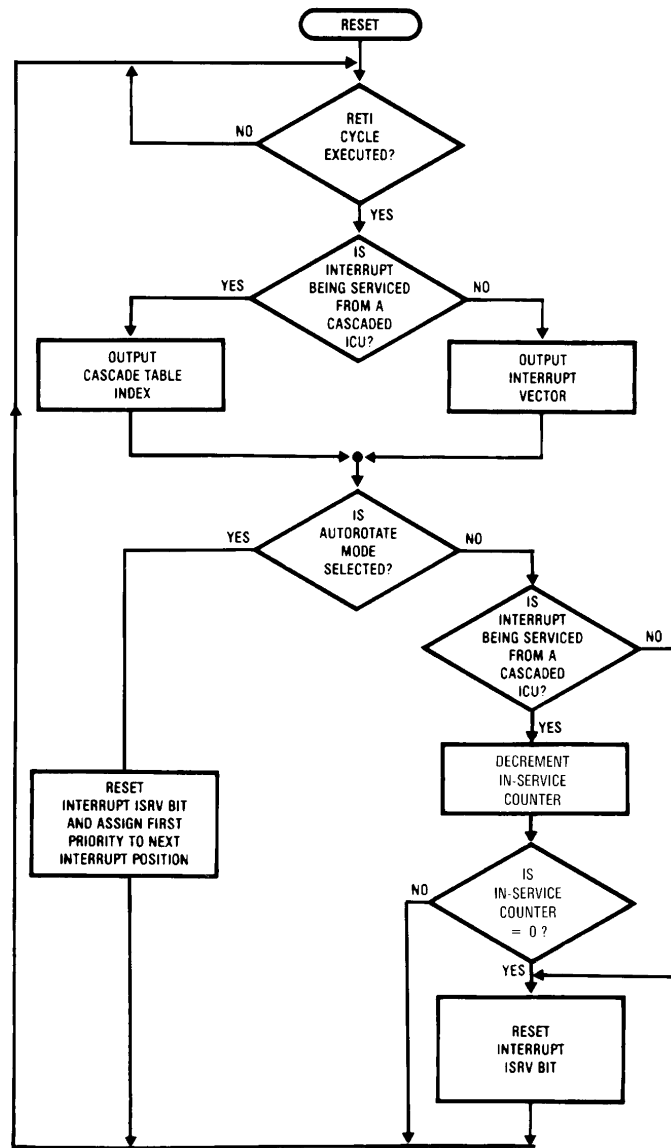 RESET
RETI
CYCLE
EXECUTED?
NO
YES
IS
INTERRUPT
BEING SERVICED
FROM A
CASCADED
ICU?
YES
NO
OUTPUT
CASCADE TABLE
INDEX
OUTPUT
INTERRUPT
VECTOR
IS
AUTOROTATE
MODE
SELECTED?
YES
NO
IS
INTERRUPT
BEING SERVICED
FROM A
CASCADED
ICU?
NO
YES
RESET
INTERRUPT ISRV BIT
AND ASSIGN FIRST
PRIORITY TO NEXT
INTERRUPT POSITION
DECREMENT
IN-SERVICE
COUNTER
IS
IN-SERVICE
COUNTER
= 0 ?
NO
YES
RESET
INTERRUPT
ISRV BIT